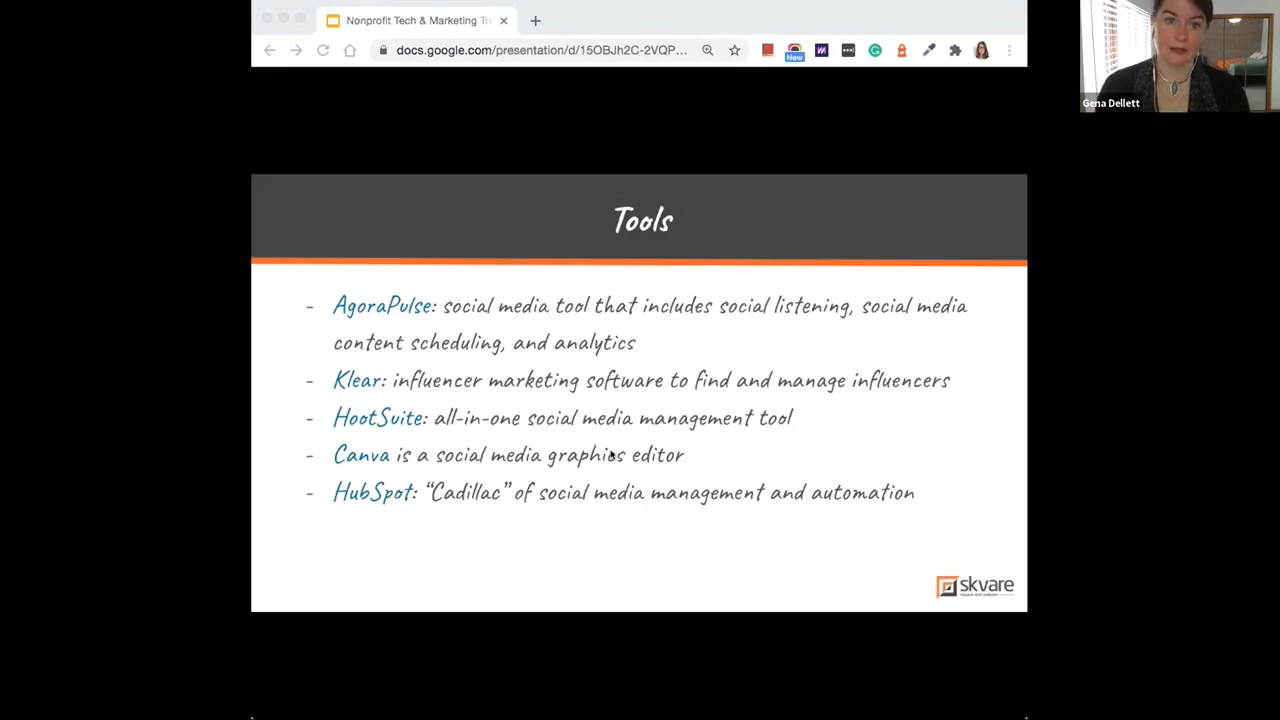 Nonprofit Tech & Marketing Tr
docs.google.com/presentation/d/15OBJh2C-2VQP...
New
Gena Dellett
Tools
- AgoraPulse: social media tool that includes social listening, social media
content scheduling, and analytics
- Klear: influencer marketing software to find and manage influencers
- HootSuite: all-in-one social media management tool
- Canva is a social media graphics editor
- HubSpot: “Cadillac” of social media management and automation
skvare